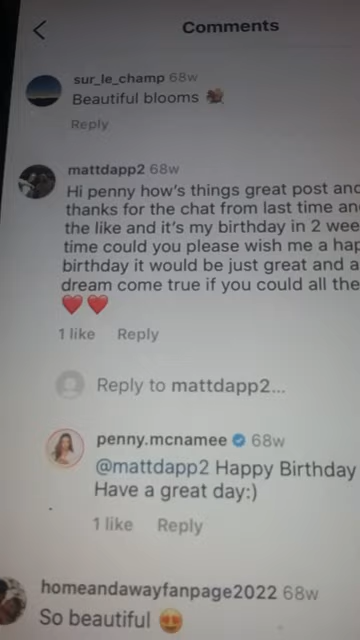 Comments
sur_le_champ 68w
Beautiful blooms
Reply
mattdapp2 68w
Hi penny how's things great post and
thanks for the chat from last time an
the like and it's my birthday in 2 wee
time could you please wish me a hap
birthday it would be just great and a
dream come true if you could all the
❤️❤️
1 like Reply
Reply to mattdapp2...
penny.mcnamee 68w
@mattdapp2 Happy Birthday
Have a great day:)
1 like Reply
homeandawayfanpage2022 68w
So beautiful 😍